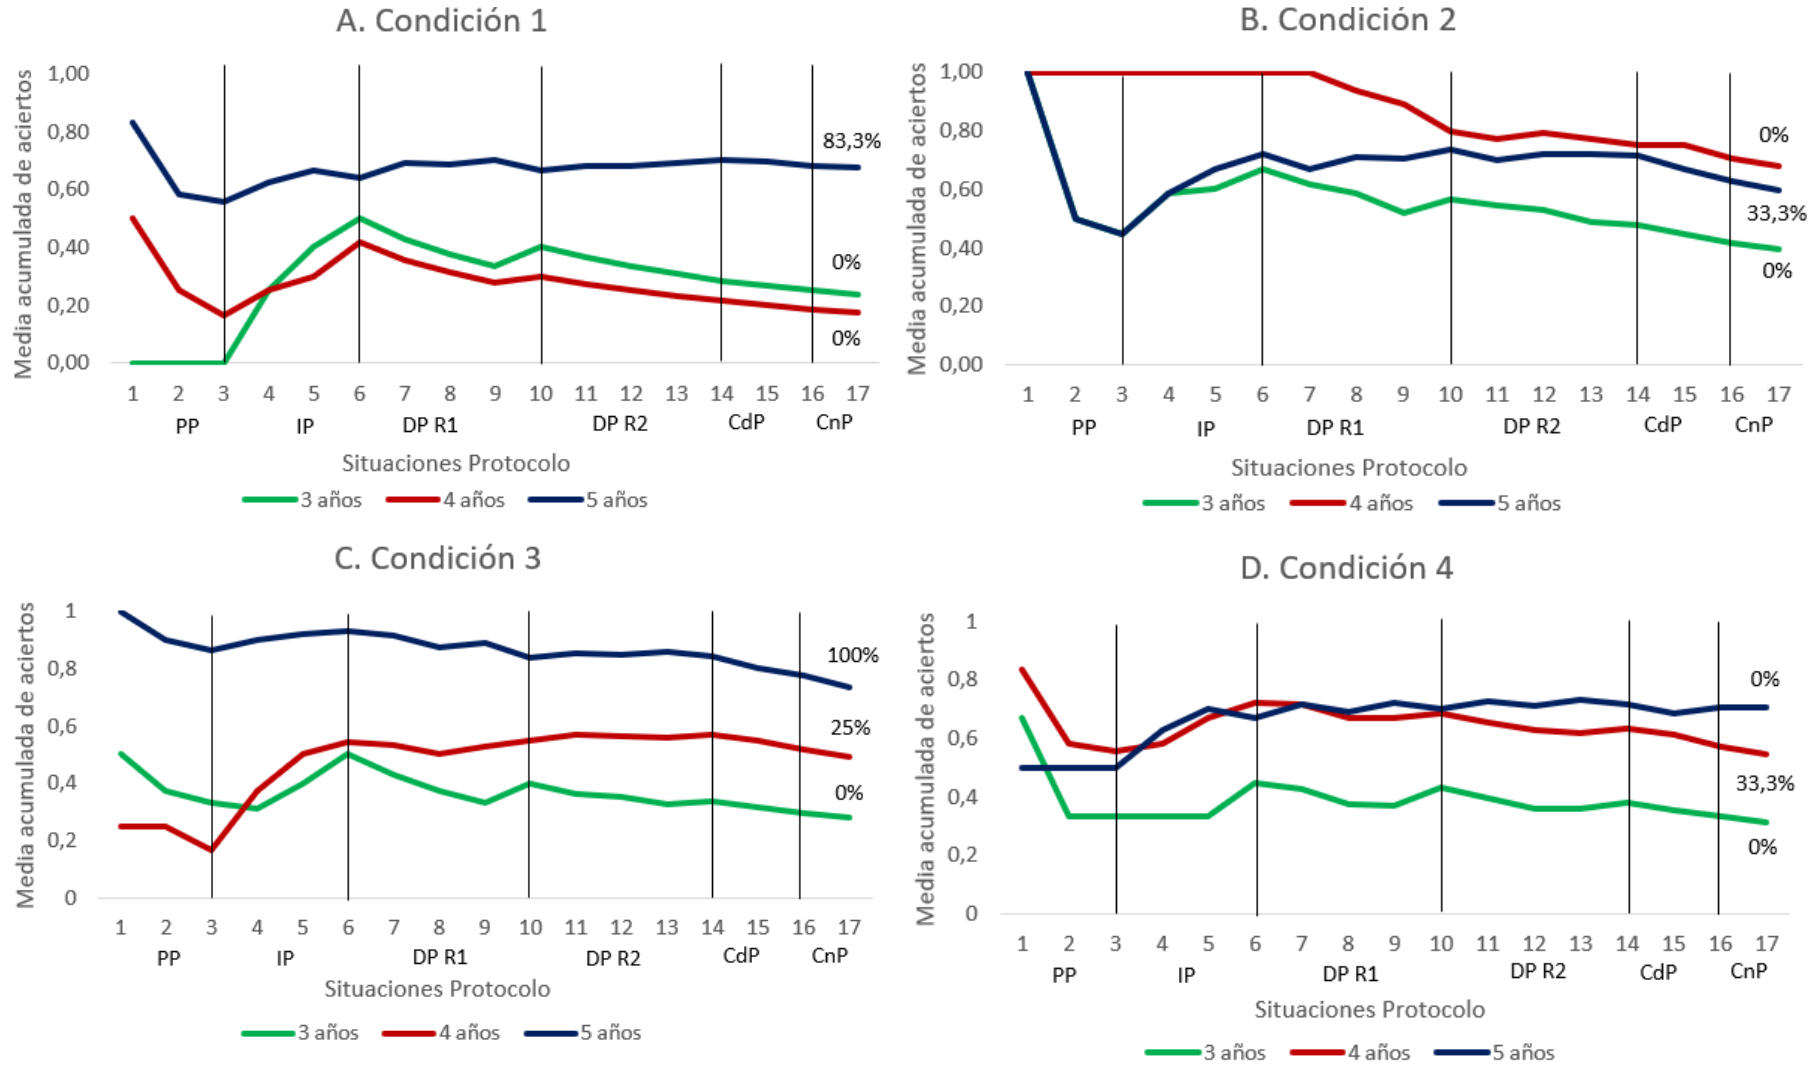 A. Condición 1
Media acumulada de aciertos
1,00
0,80
0,60
0,40
0,20
0,00
83,3%
0%
0%
1 2 3 4 5 6 7 8 9 10 11 12 13 14 15 16 17
PP IP DP R1 DP R2 CdP CnP
Situaciones Protocolo
3 años 4 años 5 años
B. Condición 2
Media acumulada de aciertos
1,00
0,80
0,60
0,40
0,20
0,00
0%
33,3%
0%
1 2 3 4 5 6 7 8 9 10 11 12 13 14 15 16 17
PP IP DP R1 DP R2 CdP CnP
Situaciones Protocolo
3 años 4 años 5 años
C. Condición 3
Media acumulada de aciertos
1
0,8
0,6
0,4
0,2
0
100%
25%
0%
1 2 3 4 5 6 7 8 9 10 11 12 13 14 15 16 17
PP IP DP R1 DP R2 CdP CnP
Situaciones Protocolo
3 años 4 años 5 años
D. Condición 4
Media acumulada de aciertos
1
0,8
0,6
0,4
0,2
0
0%
33,3%
0%
1 2 3 4 5 6 7 8 9 10 11 12 13 14 15 16 17
PP IP DP R1 DP R2 CdP CnP
Situaciones Protocolo
3 años 4 años 5 años